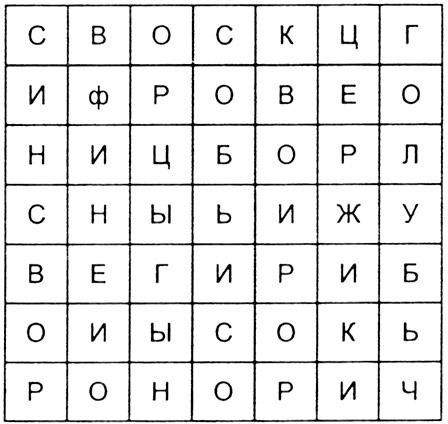 С В О С К Ц Г
И ф Р О В Е О
Н И Ц Б О Р Л
С Н Ы Ь И Ж У
В Е Г И Р И Б
О И Ы С О К Ь
Р О Н О Р И Ч